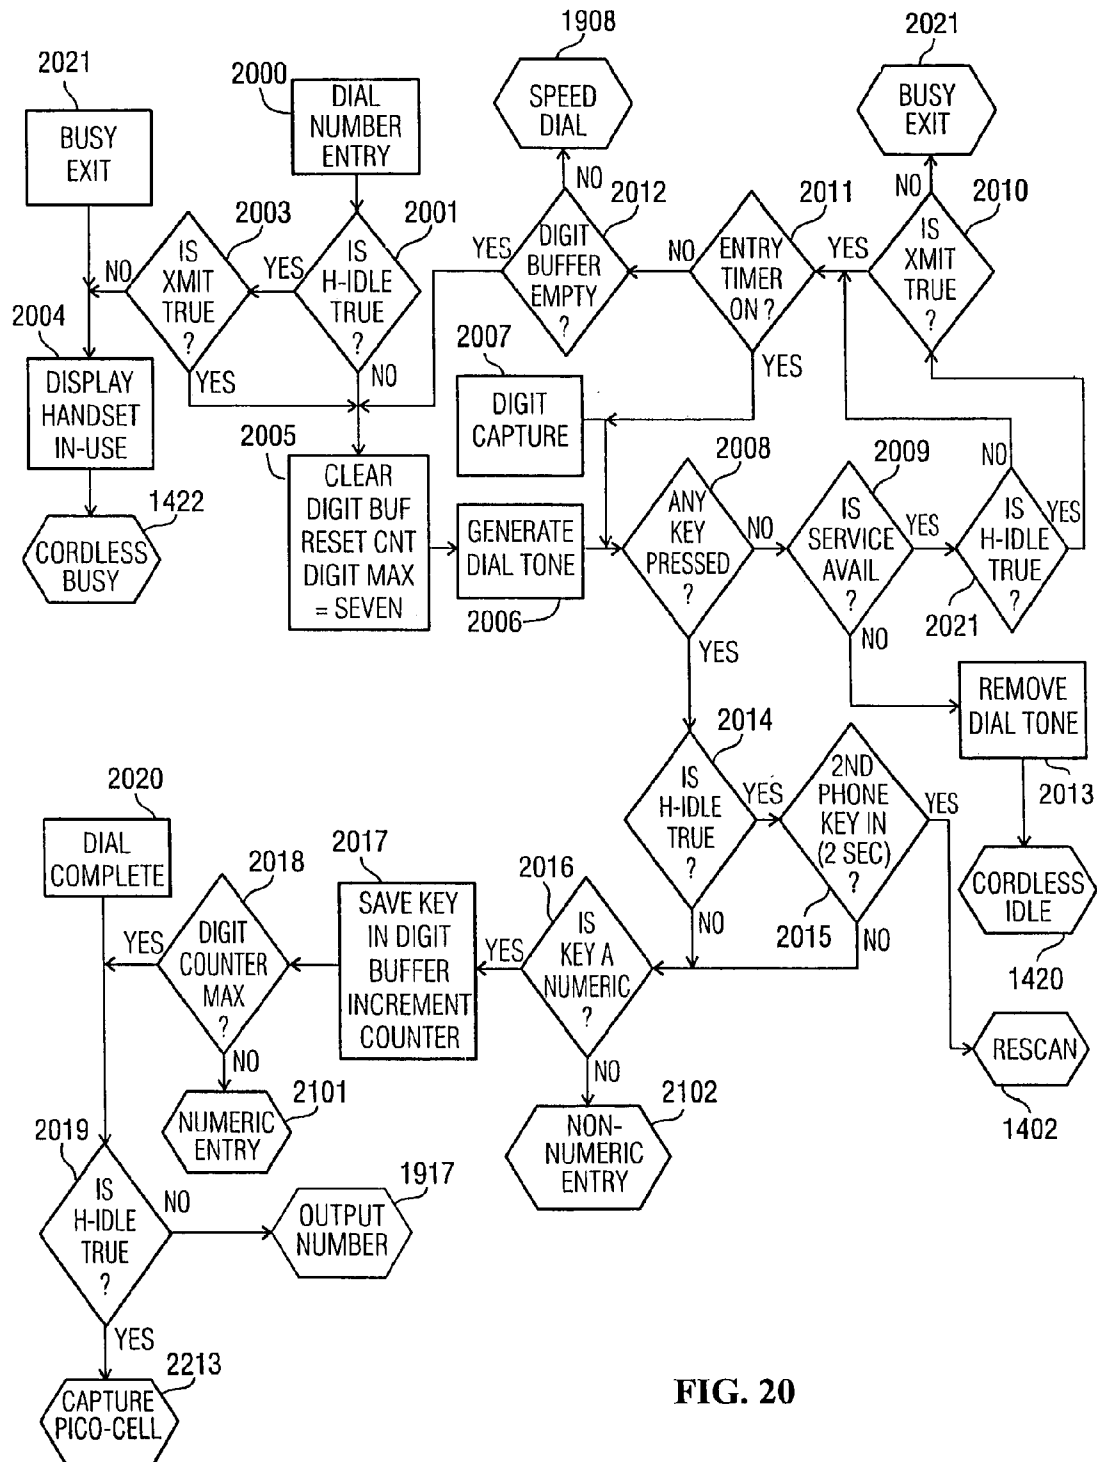 1908
2021
2021
2000
SPEED
DIAL
BUSY
EXIT
DIAL
NUMBER
ENTRY
BUSY
EXIT
NO
2012
2011
NO
2010
2003
2001
IS
XMIT
TRUE
?
YES
IS
H-IDLE
TRUE
?
YES
DIGIT
BUFFER
EMPTY
?
NO
ENTRY
TIMER
ON ?
YES
IS
XMIT
TRUE
?
NO
2004
YES
NO
2007
YES
DISPLAY
HANDSET
IN-USE
DIGIT
CAPTURE
2005
2008
2009
NO
1422
CORDLESS
BUSY
CLEAR
DIGIT BUF
RESET CNT
DIGIT MAX
= SEVEN
GENERATE
DIAL TONE
2006
ANY
KEY
PRESSED
?
NO
IS
SERVICE
AVAIL
?
YES
IS
H-IDLE
TRUE
?
YES
2021
YES
NO
REMOVE
DIAL TONE
2013
2014
IS
H-IDLE
TRUE
?
YES
2ND
PHONE
KEY IN
(2 SEC)
?
YES
2015
NO
NO
CORDLESS
IDLE
1420
2020
DIAL
COMPLETE
2018
2017
2016
YES
DIGIT
COUNTER
MAX
?
SAVE KEY
IN DIGIT
BUFFER
INCREMENT
COUNTER
YES
IS
KEY A
NUMERIC
?
RESCAN
1402
NO
NO
2101
2102
NUMERIC
ENTRY
NON-
NUMERIC
ENTRY
2019
IS
H-IDLE
TRUE
?
NO
1917
OUTPUT
NUMBER
YES
2213
CAPTURE
PICO-CELL
FIG. 20